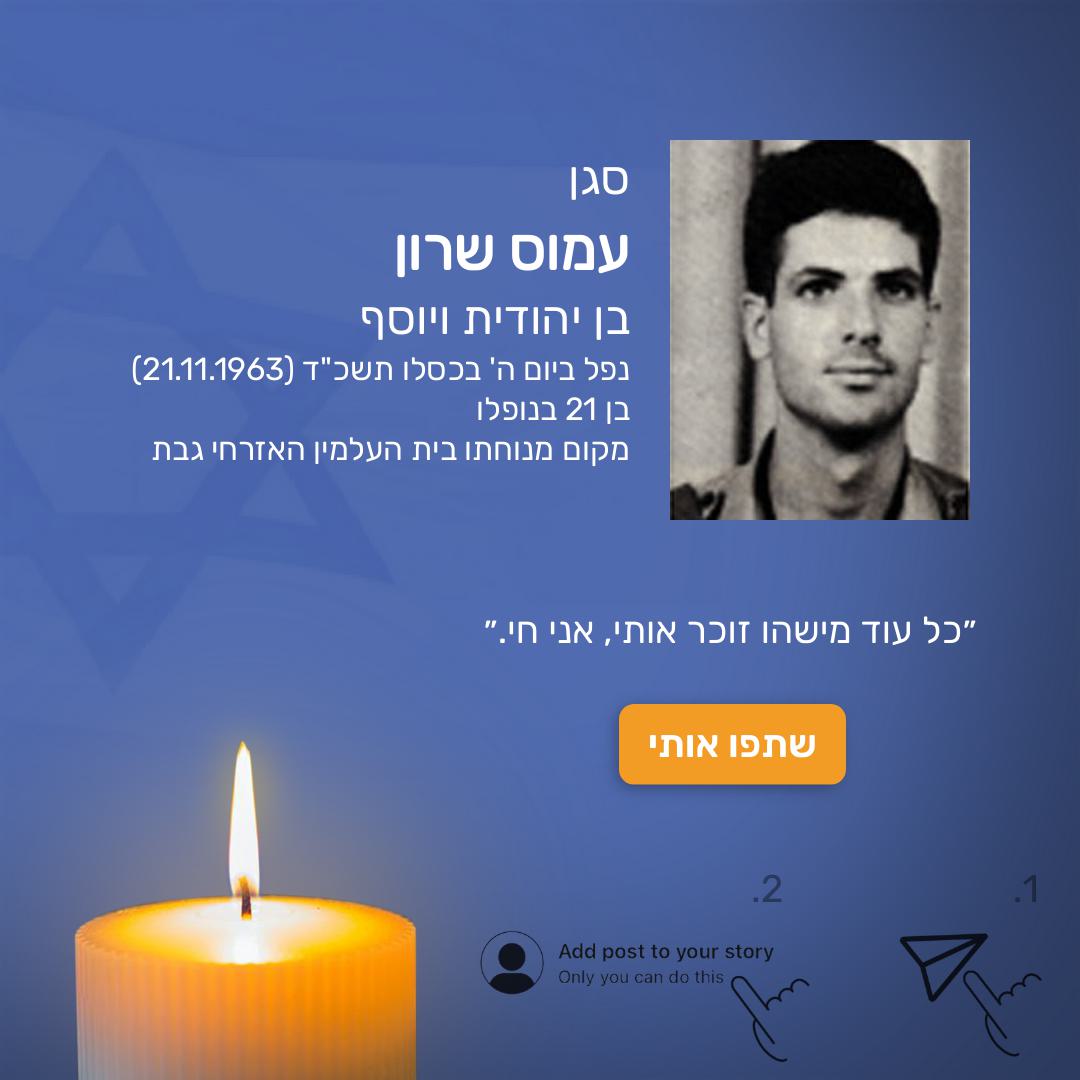 סגן
עמוס שרון
בן יהודית ויוסף
נפל ביום ה' בכסלו תשכ"ד (21.11.1963)
בן 21 בנופלו
מקום מנוחתו בית העלמין האזרחי גבת
״כל עוד מישהו זוכר אותי, אני חי.״
שתפו אותי
.1
.2
Add post to your story
Only you can do this